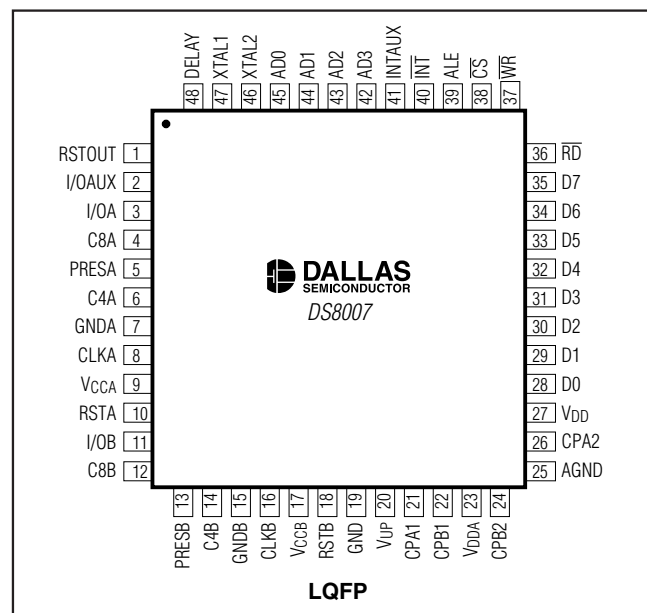 DELAY
XTAL1
XTAL2
AD0
AD1
AD2
AD3
INTAUX
I̅N̅T̅
ALE
C̅S̅
W̅R̅
48
47
46
45
44
43
42
41
40
39
38
37
RSTOUT 1
I/OAUX 2
I/OA 3
C8A 4
PRESA 5
C4A 6
GNDA 7
CLKA 8
VCCA 9
RSTA 10
I/OB 11
C8B 12
DALLAS
SEMICONDUCTOR
DS8007
36 R̅D̅
35 D7
34 D6
33 D5
32 D4
31 D3
30 D2
29 D1
28 D0
27 VDD
26 CPA2
25 AGND
13
14
15
16
17
18
19
20
21
22
23
24
PRESB
C4B
GNDB
CLKB
VCCB
RSTB
GND
VUP
CPA1
CPB1
VDDA
CPB2
LQFP